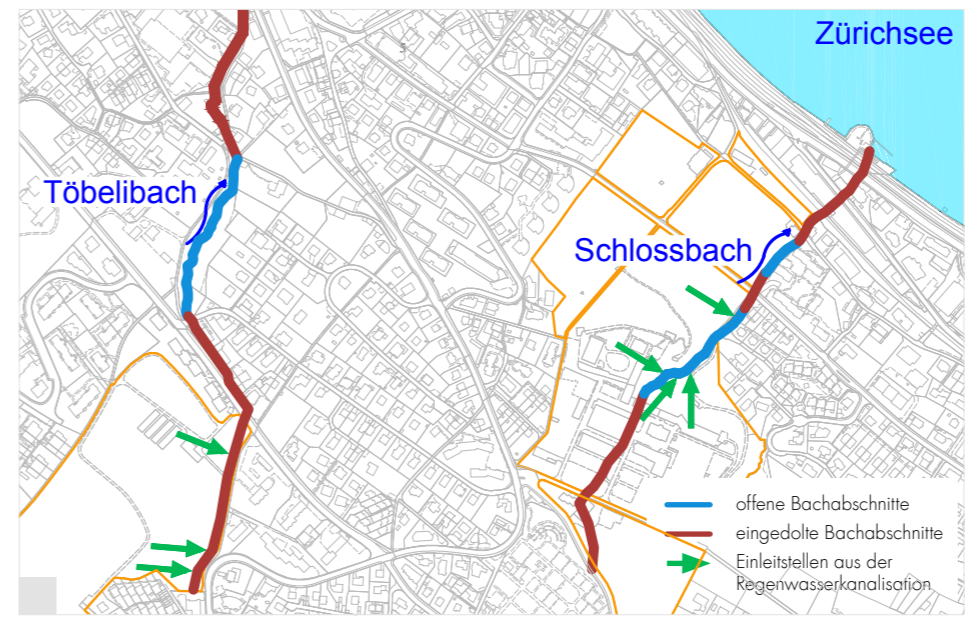 Zürichsee
Töbelibach
Schlossbach
offene Bachabschnitte
eingedolte Bachabschnitte
Einleitstellen aus der
Regenwasserkanalisation